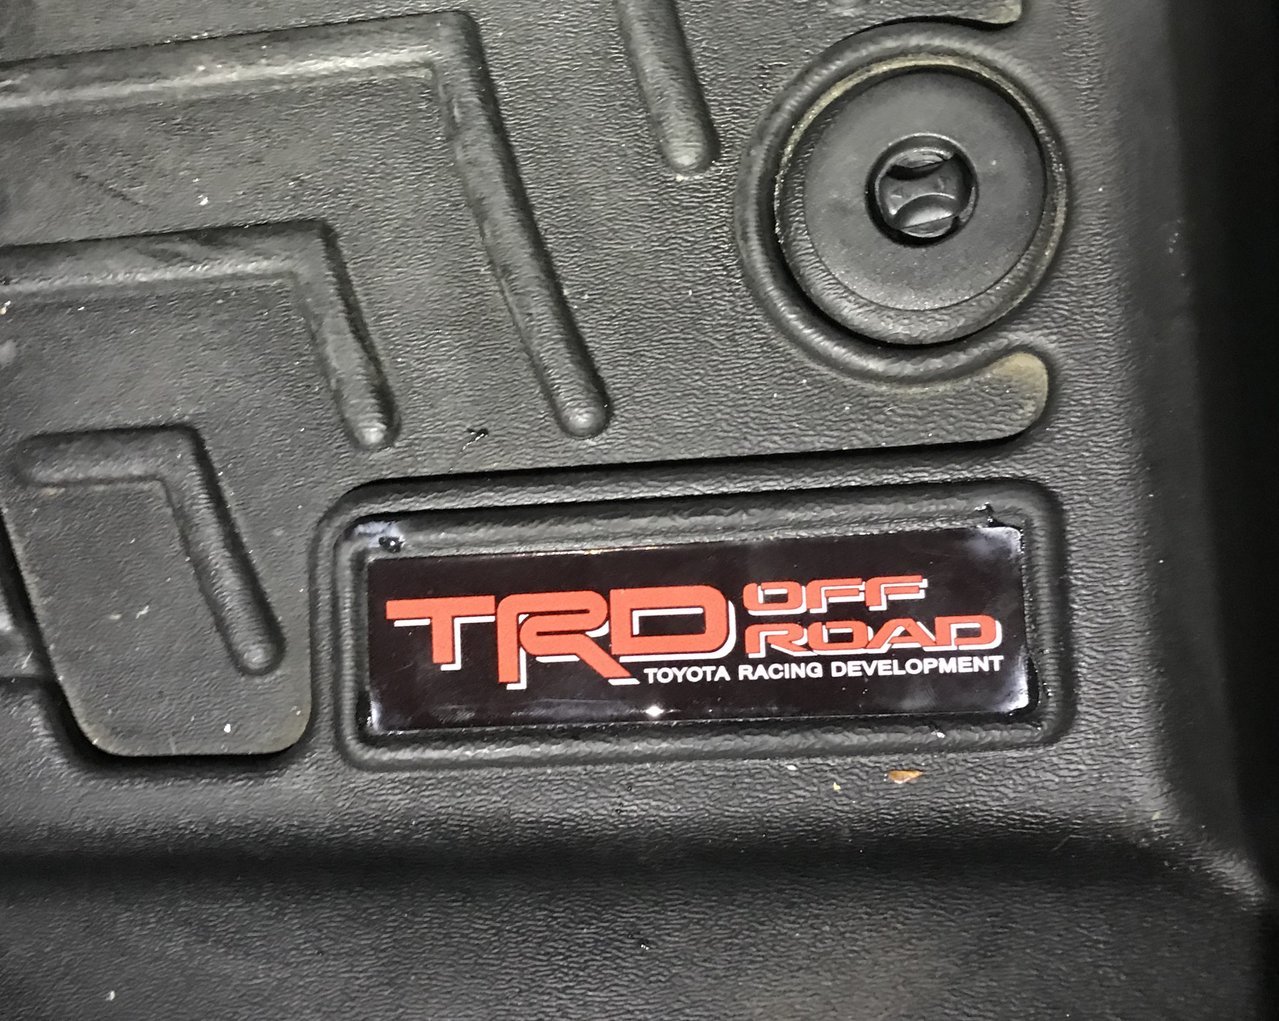 TRD OFF
ROAD
TOYOTA RACING DEVELOPMENT